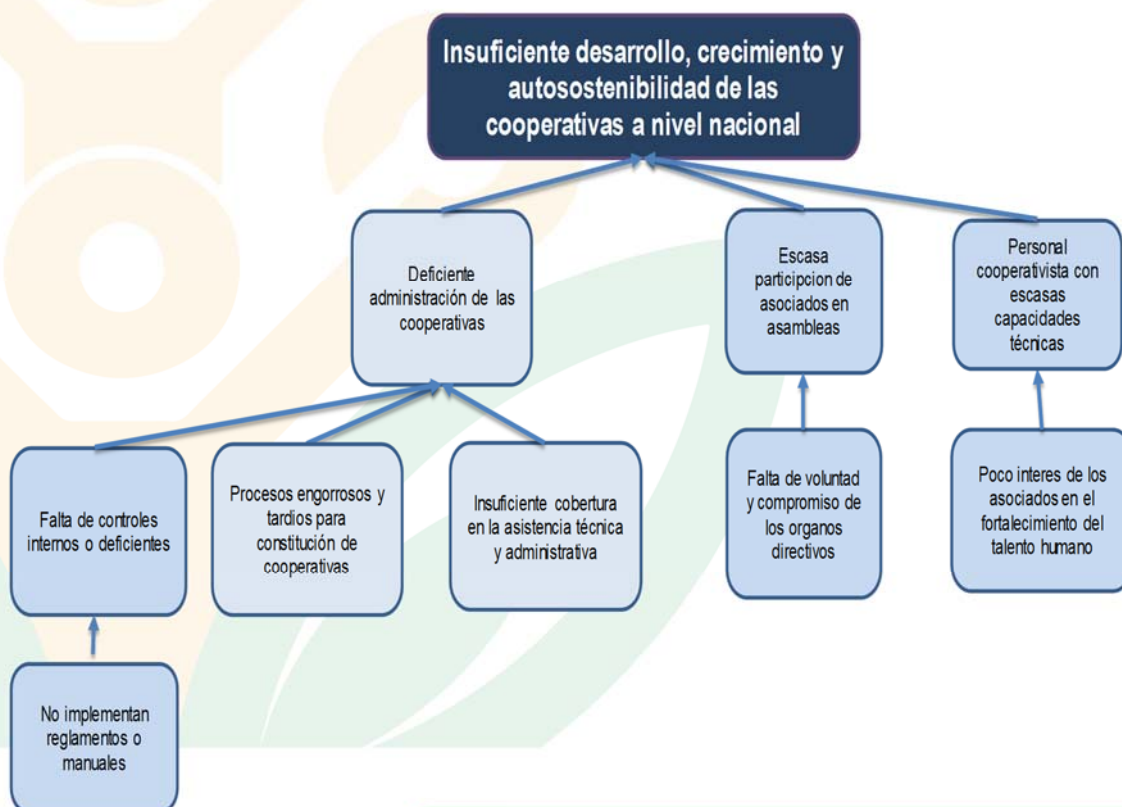 Insuficiente desarrollo, crecimiento y
autosostenibilidad de las
cooperativas a nivel nacional
Deficiente
administración de las
cooperativas
Escasa
participcion de
asociados en
asambleas
Personal
cooperativista con
escasas
capacidades
técnicas
Falta de controles
internos o deficientes
Procesos engorrosos y
tardios para
constitución de
cooperativas
Insuficiente cobertura
en la asistencia técnica
y administrativa
Falta de voluntad
y compromiso de
los organos
directivos
Poco interes de los
asociados en el
fortalecimiento del
talento humano
No implementan
reglamentos o
manuales